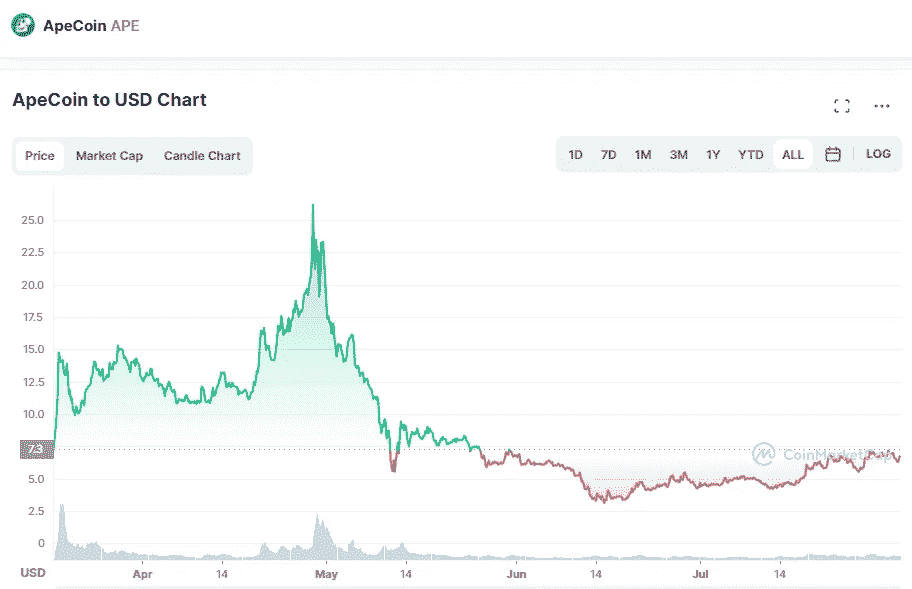 ApeCoin APE
ApeCoin to USD Chart
Price Market Cap Candle Chart
1D 7D 1M 3M 1Y YTD ALL LOG
25.0
22.5
20.0
17.5
15.0
12.5
10.0
7.3
CoinMarketCap
5.0
2.5
0
USD Apr 14 May 14 Jun 14 Jul 14